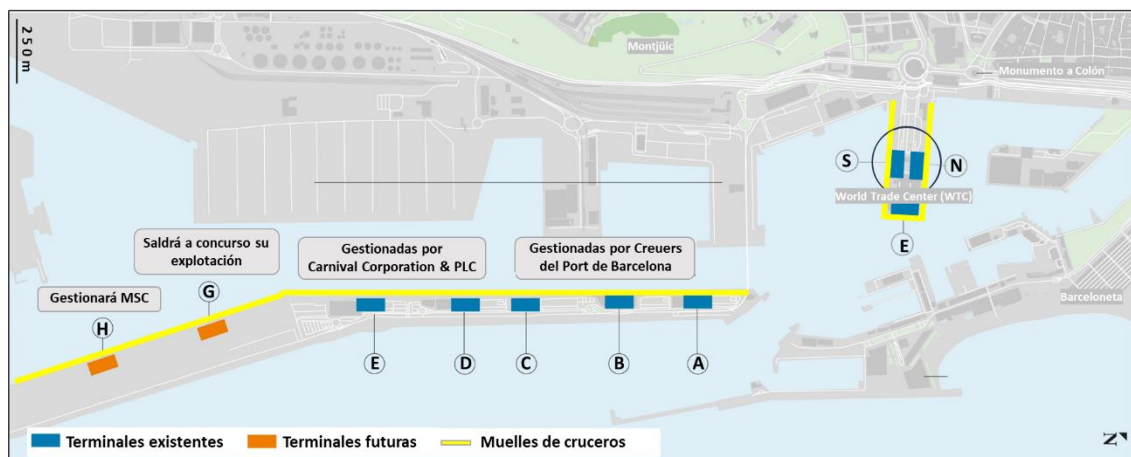 250m
Montjüic
Monumento a Colón
S
N
World Trade Center (WTC)
E
Saldrá a concurso su
explotación
Gestionadas por
Carnival Corporation & PLC
Gestionadas por Creuers
del Port de Barcelona
Gestionará MSC
G
H
Barceloneta
E
D
C
B
A
Terminales existentes
Terminales futuras
Muelles de cruceros
N